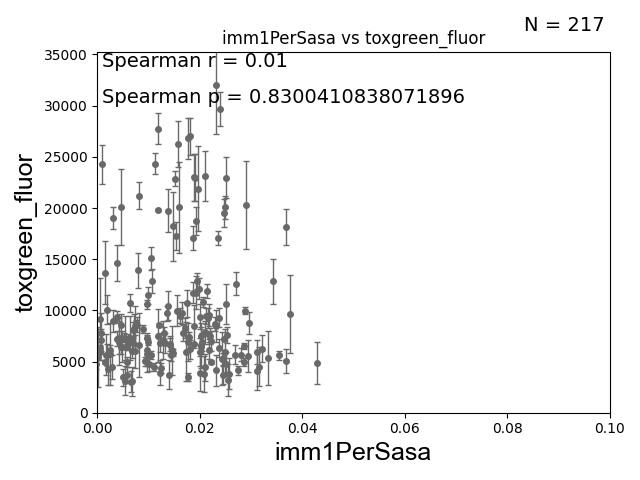 N = 217
imm1PerSasa vs toxgreen_fluor
Spearman r = 0.01
Spearman p = 0.8300410838071896
35000
30000
25000
20000
15000
10000
5000
0
toxgreen_fluor
0.00 0.02 0.04 0.06 0.08 0.10
imm1PerSasa